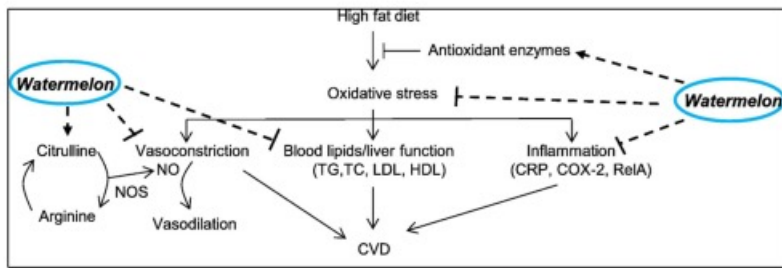 High fat diet
Antioxidant enzymes
Watermelon
Oxidative stress
Watermelon
Citrulline
Vasoconstriction
Blood lipids/liver function
Inflammation
NO
(TG,TC, LDL, HDL)
(CRP, COX-2, RelA)
NOS
Arginine
Vasodilation
CVD